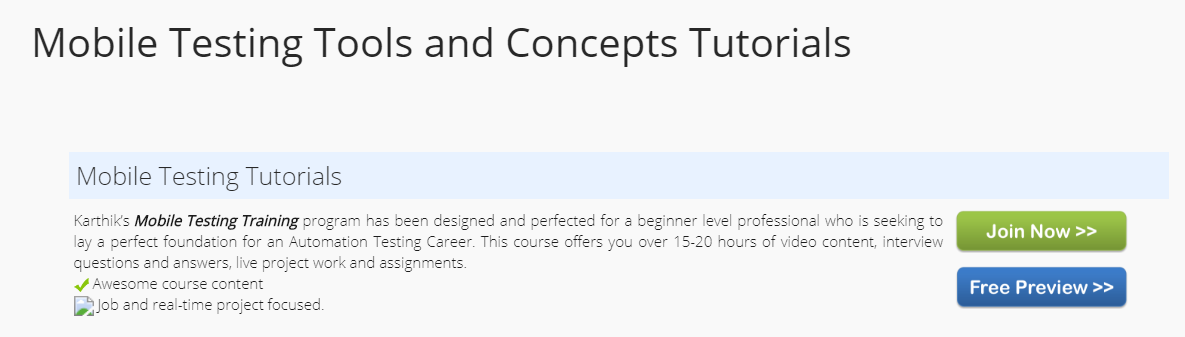 Mobile Testing Tools and Concepts Tutorials
Mobile Testing Tutorials
Karthik's Mobile Testing Training program has been designed and perfected for a beginner level professional who is seeking to
lay a perfect foundation for an Automation Testing Career. This course offers you over 15-20 hours of video content, interview
questions and answers, live project work and assignments.
Awesome course content
Job and real-time project focused.
Join Now >>
Free Preview >>